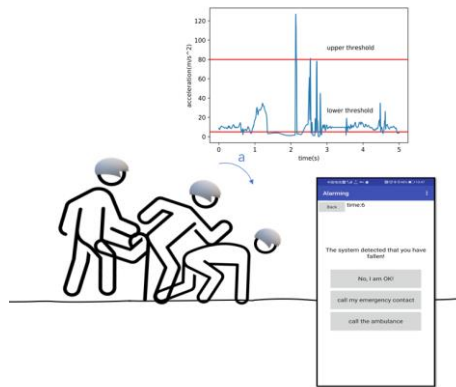 acceleration(m/s^2)
120
100
80
60
40
20
0
upper threshold
lower threshold
0
1
2
3
4
5
time(s)
a
Alarming
Back
time:6
The system detected that you have
fallen!
No, I am OK!
call my emergency contact
call the ambulance